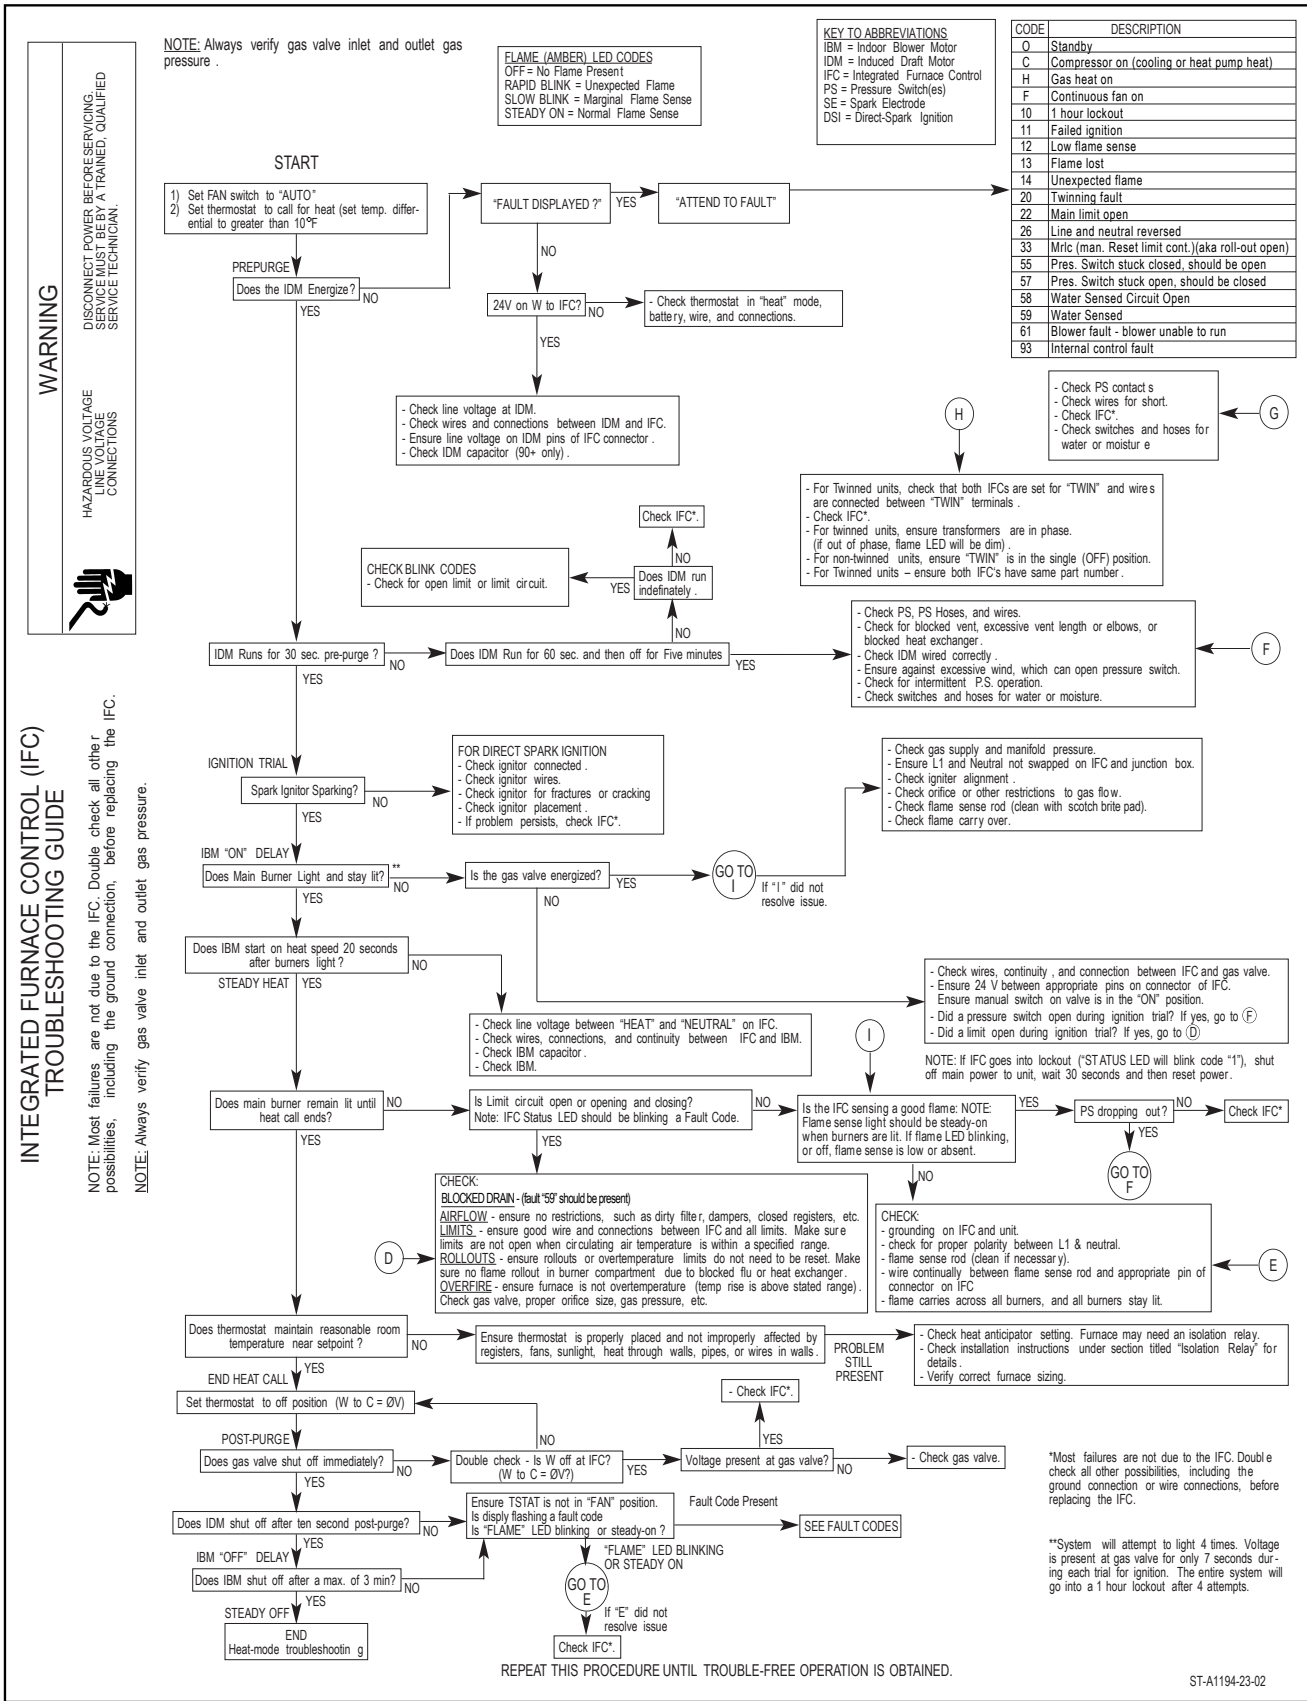 WARNING
HAZARDOUS VOLTAGE
LINE VOLTAGE
CONNECTIONS
DISCONNECT POWER BEFORE SERVICING.
SERVICE MUST BE BY A TRAINED, QUALIFIED
SERVICE TECHNICIAN.
INTEGRATED FURNACE CONTROL (IFC)
TROUBLESHOOTING GUIDE
NOTE: Most failures are not due to the IFC. Double check all other
possibilities, including the ground connection, before replacing the IFC.
NOTE: Always verify gas valve inlet and outlet gas pressure.
NOTE: Always verify gas valve inlet and outlet gas
pressure .
FLAME (AMBER) LED CODES
OFF = No Flame Present
RAPID BLINK = Unexpected Flame
SLOW BLINK = Marginal Flame Sense
STEADY ON = Normal Flame Sense
KEY TO ABBREVIATIONS
IBM = Indoor Blower Motor
IDM = Induced Draft Motor
IFC = Integrated Furnace Control
PS = Pressure Switch(es)
SE = Spark Electrode
DSI = Direct-Spark Ignition
CODE DESCRIPTION
O Standby
C Compressor on (cooling or heat pump heat)
H Gas heat on
F Continuous fan on
10 1 hour lockout
11 Failed ignition
12 Low flame sense
13 Flame lost
14 Unexpected flame
20 Twinning fault
22 Main limit open
26 Line and neutral reversed
33 Mrlc (man. Reset limit cont.)(aka roll-out open)
55 Pres. Switch stuck closed, should be open
57 Pres. Switch stuck open, should be closed
58 Water Sensed Circuit Open
59 Water Sensed
61 Blower fault - blower unable to run
93 Internal control fault
START
1) Set FAN switch to “AUTO”
2) Set thermostat to call for heat (set temp. differ-
ential to greater than 10°F
“FAULT DISPLAYED ?”
YES
“ATTEND TO FAULT”
NO
PREPURGE
Does the IDM Energize?
NO
YES
24V on W to IFC?
NO
- Check thermostat in “heat” mode,
battery, wire, and connections.
YES
- Check line voltage at IDM.
- Check wires and connections between IDM and IFC.
- Ensure line voltage on IDM pins of IFC connector .
- Check IDM capacitor (90+ only) .
- Check PS contact s
- Check wires for short.
- Check IFC*.
- Check switches and hoses for
water or moistur e
G
H
- For Twinned units, check that both IFCs are set for “TWIN” and wires
are connected between “TWIN” terminals .
- Check IFC*.
- For twinned units, ensure transformers are in phase.
(if out of phase, flame LED will be dim) .
- For non-twinned units, ensure “TWIN” is in the single (OFF) position.
- For Twinned units – ensure both IFC's have same part number .
Check IFC*.
NO
CHECK BLINK CODES
- Check for open limit or limit circuit.
YES
Does IDM run
indefinately .
NO
IDM Runs for 30 sec. pre-purge ?
NO
Does IDM Run for 60 sec. and then off for Five minutes
YES
- Check PS, PS Hoses, and wires.
- Check for blocked vent, excessive vent length or elbows, or
blocked heat exchanger .
- Check IDM wired correctly .
- Ensure against excessive wind, which can open pressure switch.
- Check for intermittent P.S. operation.
- Check switches and hoses for water or moisture.
F
YES
IGNITION TRIAL
Spark Ignitor Sparking?
NO
YES
FOR DIRECT SPARK IGNITION
- Check ignitor connected .
- Check ignitor wires.
- Check ignitor for fractures or cracking
- Check ignitor placement .
- If problem persists, check IFC*.
- Check gas supply and manifold pressure.
- Ensure L1 and Neutral not swapped on IFC and junction box.
- Check igniter alignment .
- Check orifice or other restrictions to gas flow.
- Check flame sense rod (clean with scotch brite pad).
- Check flame carry over.
IBM “ON” DELAY
Does Main Burner Light and stay lit?
**
NO
YES
Is the gas valve energized?
YES
GO TO
I
If “I” did not
resolve issue.
NO
Does IBM start on heat speed 20 seconds
after burners light ?
NO
STEADY HEAT
YES
- Check line voltage between “HEAT” and “NEUTRAL” on IFC.
- Check wires, connections, and continuity between IFC and IBM.
- Check IBM capacitor .
- Check IBM.
- Check wires, continuity , and connection between IFC and gas valve.
- Ensure 24 V between appropriate pins on connector of IFC.
Ensure manual switch on valve is in the “ON” position.
- Did a pressure switch open during ignition trial? If yes, go to F
- Did a limit open during ignition trial? If yes, go to D
NOTE: If IFC goes into lockout (“STATUS LED will blink code “1”), shut
off main power to unit, wait 30 seconds and then reset power.
I
Does main burner remain lit until
heat call ends?
NO
YES
Is Limit circuit open or opening and closing?
Note: IFC Status LED should be blinking a Fault Code.
NO
YES
Is the IFC sensing a good flame: NOTE:
Flame sense light should be steady-on
when burners are lit. If flame LED blinking,
or off, flame sense is low or absent.
YES
PS dropping out?
NO
Check IFC*
YES
GO TO
F
NO
CHECK:
BLOCKED DRAIN - (fault “59” should be present)
AIRFLOW - ensure no restrictions, such as dirty filter, dampers, closed registers, etc.
LIMITS - ensure good wire and connections between IFC and all limits. Make sure
limits are not open when circulating air temperature is within a specified range.
ROLLOUTS - ensure rollouts or overtemperature limits do not need to be reset. Make
sure no flame rollout in burner compartment due to blocked flu or heat exchanger .
OVERFIRE - ensure furnace is not overtemperature (temp rise is above stated range) .
Check gas valve, proper orifice size, gas pressure, etc.
D
CHECK:
- grounding on IFC and unit.
- check for proper polarity between L1 & neutral.
- flame sense rod (clean if necessary).
- wire continually between flame sense rod and appropriate pin of
connector on IFC
- flame carries across all burners, and all burners stay lit.
E
Does thermostat maintain reasonable room
temperature near setpoint ?
NO
YES
Ensure thermostat is properly placed and not improperly affected by
registers, fans, sunlight, heat through walls, pipes, or wires in walls .
PROBLEM
STILL
PRESENT
- Check heat anticipator setting. Furnace may need an isolation relay.
- Check installation instructions under section titled “Isolation Relay” for
details .
- Verify correct furnace sizing.
END HEAT CALL
Set thermostat to off position (W to C = ØV)
- Check IFC*.
POST-PURGE
NO
YES
Does gas valve shut off immediately?
NO
Double check - Is W off at IFC?
(W to C = ØV?)
YES
Voltage present at gas valve?
NO
- Check gas valve.
YES
Does IDM shut off after ten second post-purge?
NO
Ensure TSTAT is not in “FAN” position.
Is disply flashing a fault code
Is “FLAME” LED blinking or steady-on ?
Fault Code Present
SEE FAULT CODES
YES
IBM “OFF” DELAY
Does IBM shut off after a max. of 3 min?
NO
“FLAME” LED BLINKING
OR STEADY ON
GO TO
E
YES
STEADY OFF
END
Heat-mode troubleshootin g
If “E” did not
resolve issue
Check IFC*.
*Most failures are not due to the IFC. Double
check all other possibilities, including the
ground connection or wire connections, before
replacing the IFC.
**System will attempt to light 4 times. Voltage
is present at gas valve for only 7 seconds dur-
ing each trial for ignition. The entire system will
go into a 1 hour lockout after 4 attempts.
REPEAT THIS PROCEDURE UNTIL TROUBLE-FREE OPERATION IS OBTAINED.
ST-A1194-23-02